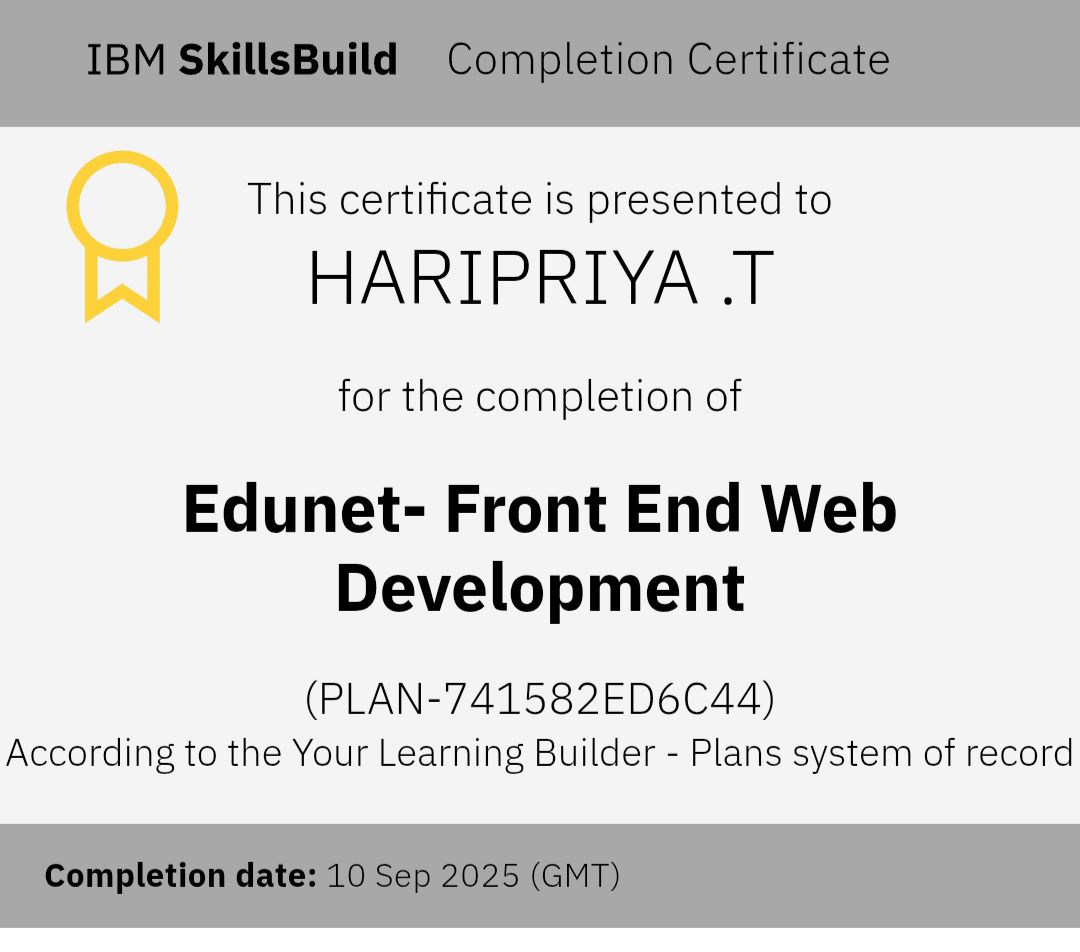 IBM SkillsBuild Completion Certificate
This certificate is presented to
HARIPRIYA .T
for the completion of
Edunet- Front End Web
Development
(PLAN-741582ED6C44)
According to the Your Learning Builder - Plans system of record
Completion date: 10 Sep 2025 (GMT)